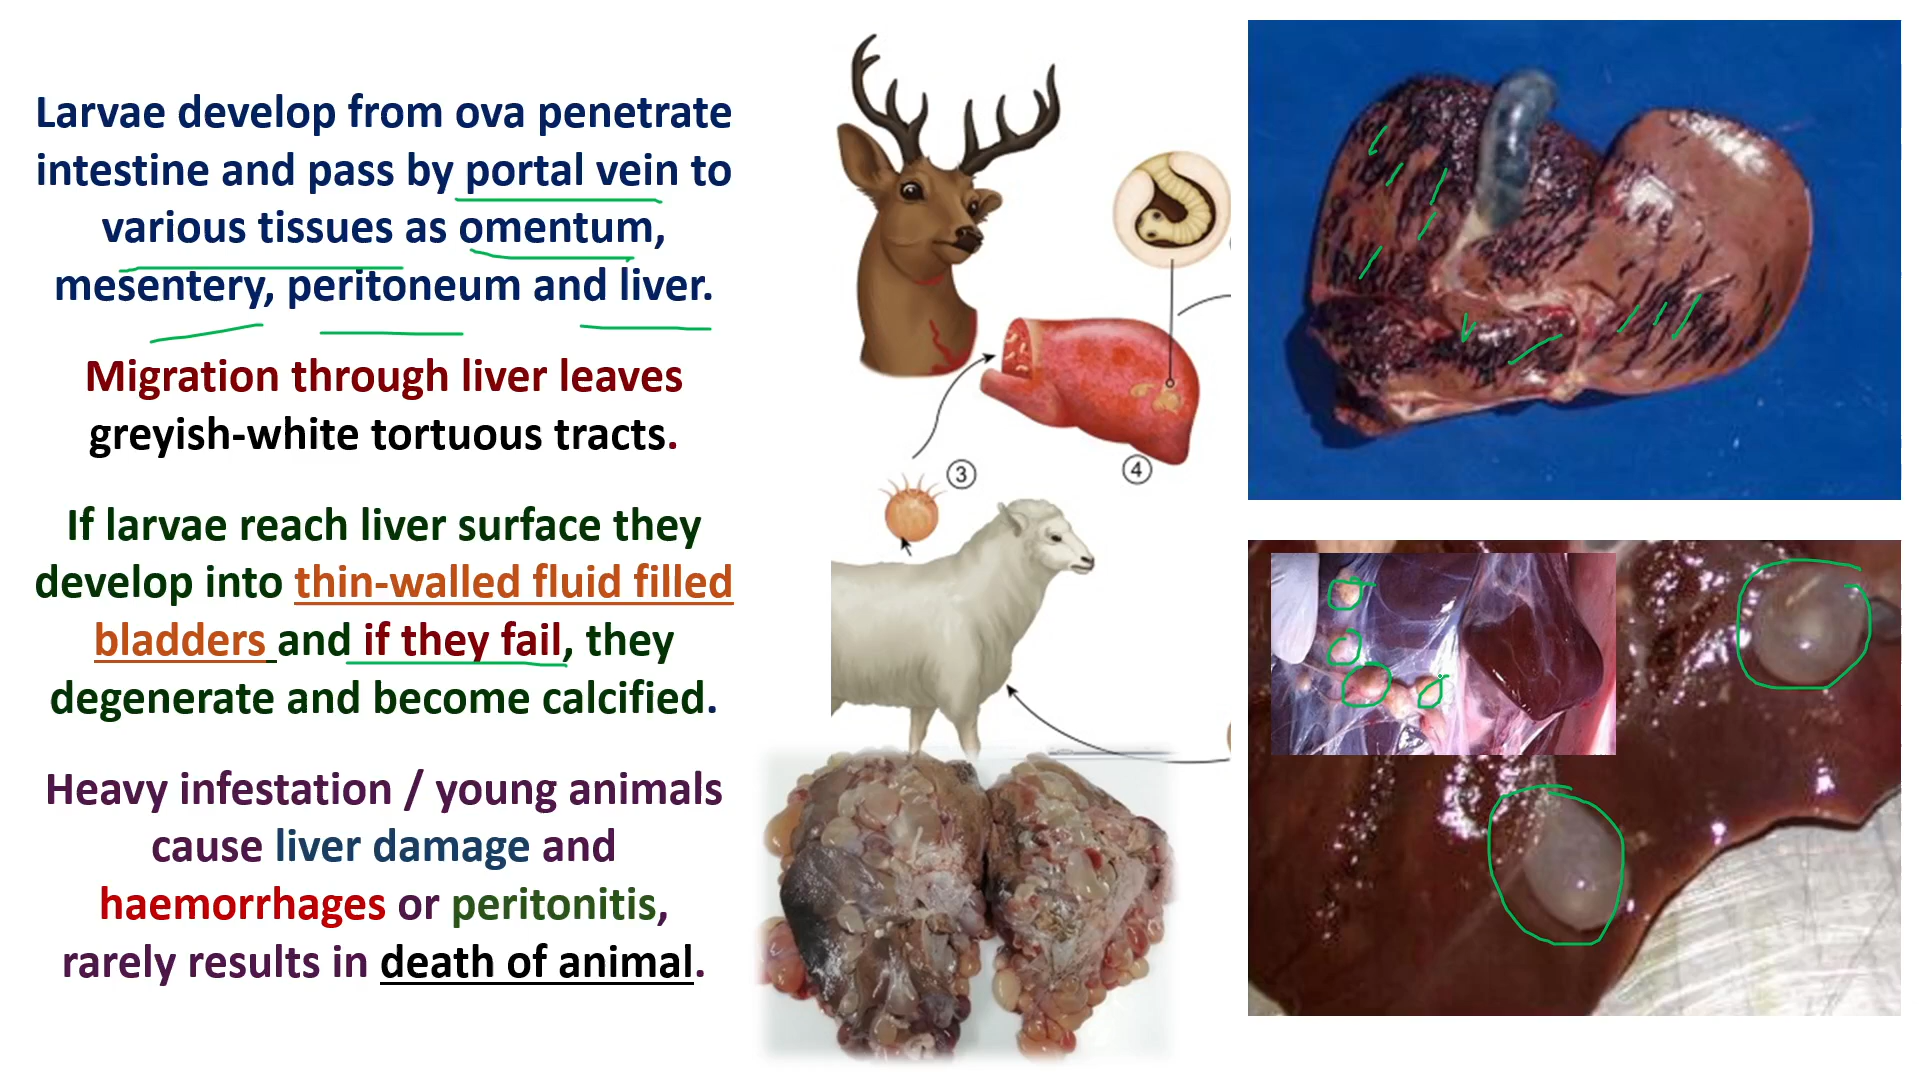 Larvae develop from ova penetrate
intestine and pass by portal vein to
various tissues as omentum,
mesentery, peritoneum and liver.
Migration through liver leaves
greyish-white tortuous tracts.
If larvae reach liver surface they
develop into thin-walled fluid filled
bladders and if they fail, they
degenerate and become calcified.
Heavy infestation / young animals
cause liver damage and
haemorrhages or peritonitis,
rarely results in death of animal.
3
4